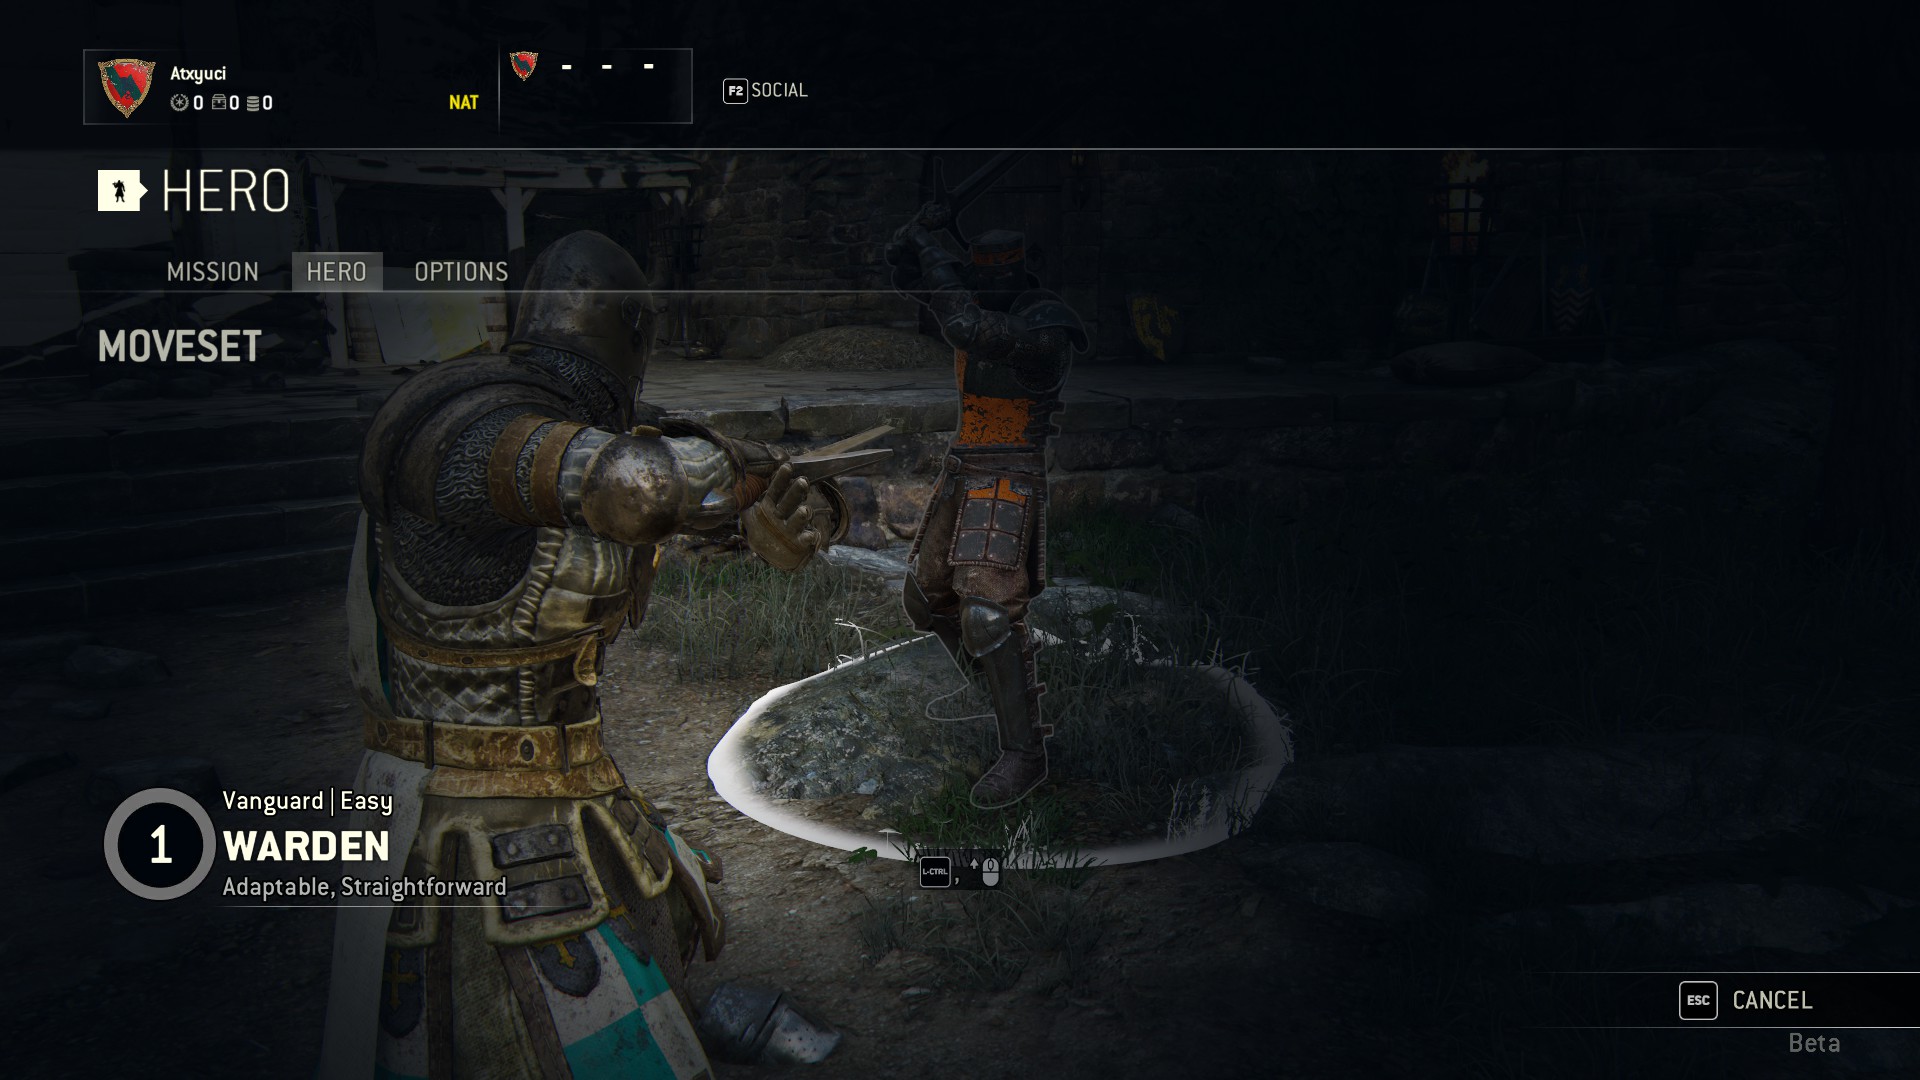 Atxyuci
0 0 0
NAT
- - -
F2 SOCIAL
HERO
MISSION HERO OPTIONS
MOVESET
1
Vanguard | Easy
WARDEN
Adaptable, Straightforward
L-CTRL ,
ESC CANCEL
Beta